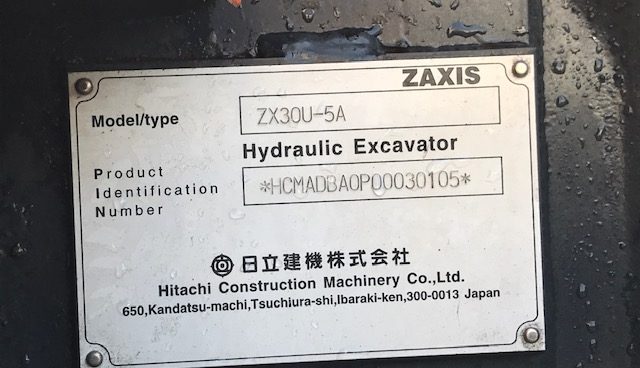 ZAXIS
Model/type ZX30U-5A
Hydraulic Excavator
Product
Identification *HCMADBA0P00030105*
Number
日立建機株式会社
Hitachi Construction Machinery Co.,Ltd.
650,Kandatsu-machi,Tsuchiura-shi,Ibaraki-ken,300-0013 Japan